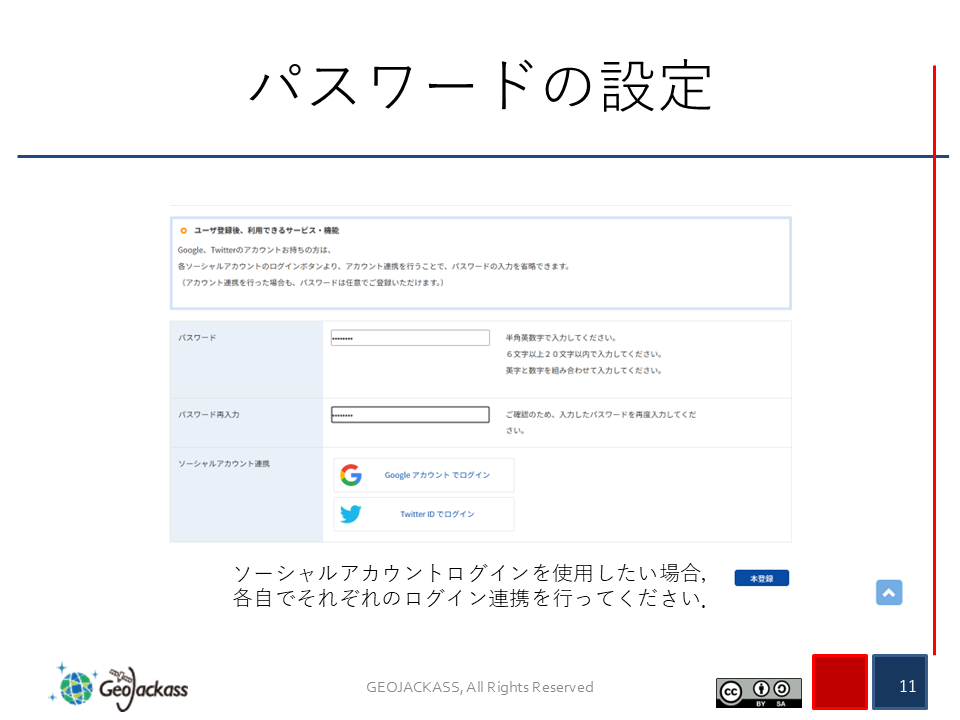 パスワードの設定
ユーザ登録後、利用できるサービス・機能
Google、Twitterのアカウントお持ちの方は、
各ソーシャルアカウントのログインボタンより、アカウント連携を行うことで、パスワードの入力を省略できます。
（アカウント連携を行った場合も、パスワードは任意でご登録いただけます。）
パスワード
半角英数字で入力してください。
６文字以上２０文字以内で入力してください。
英字と数字を組み合わせて入力してください。
パスワード再入力
ご確認のため、入力したパスワードを再度入力してくだ
さい。
ソーシャルアカウント連携
Google アカウント でログイン
Twitter ID でログイン
ソーシャルアカウントログインを使用したい場合，
各自でそれぞれのログイン連携を行ってください．
本登録
GeoJackass
GEOJACKASS, All Rights Reserved
cc
BY SA
11